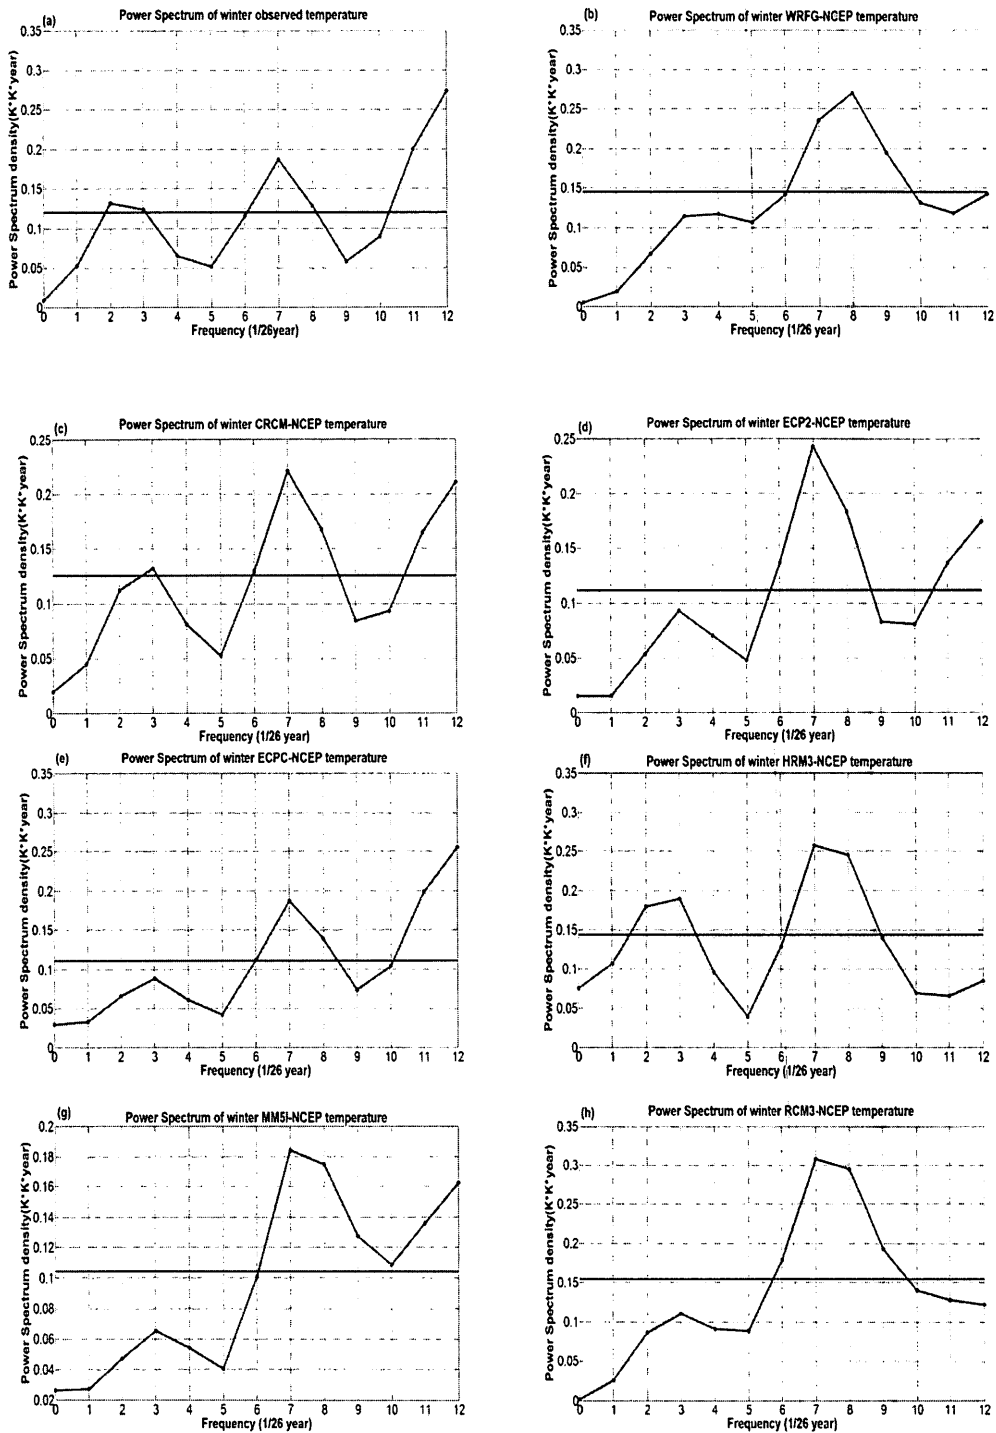 (a)
Power Spectrum of winter observed temperature
Power Spectrum density(K*K*year)
0.35
0.3
0.25
0.2
0.15
0.1
0.05
0
0 1 2 3 4 5 6 7 8 9 10 11 12
Frequency (1/26year)
(b)
Power Spectrum of winter WRFG-NCEP temperature
Power Spectrum density(K*K*year)
0.35
0.3
0.25
0.2
0.15
0.1
0.05
0
0 1 2 3 4 5 6 7 8 9 10 11 12
Frequency (1/26 year)
(c)
Power Spectrum of winter CRCM-NCEP temperature
Power Spectrum density(K*K*year)
0.25
0.2
0.15
0.1
0.05
0
0 1 2 3 4 5 6 7 8 9 10 11 12
Frequency (1/26 year)
(d)
Power Spectrum of winter ECP2-NCEP temperature
Power Spectrum density(K*K*year)
0.25
0.2
0.15
0.1
0.05
0
0 1 2 3 4 5 6 7 8 9 10 11 12
Frequency (1/26 year)
(e)
Power Spectrum of winter ECPC-NCEP temperature
Power Spectrum density(K*K*year)
0.35
0.3
0.25
0.2
0.15
0.1
0.05
0
0 1 2 3 4 5 6 7 8 9 10 11 12
Frequency (1/26 year)
(f)
Power Spectrum of winter HRM3-NCEP temperature
Power Spectrum density(K*K*year)
0.35
0.3
0.25
0.2
0.15
0.1
0.05
0
0 1 2 3 4 5 6 7 8 9 10 11 12
Frequency (1/26 year)
(g)
Power Spectrum of winter MM5I-NCEP temperature
Power Spectrum density(K*K*year)
0.2
0.18
0.16
0.14
0.12
0.1
0.08
0.06
0.04
0.02
0 1 2 3 4 5 6 7 8 9 10 11 12
Frequency (1/26 year)
(h)
Power Spectrum of winter RCM3-NCEP temperature
Power Spectrum density(K*K*year)
0.35
0.3
0.25
0.2
0.15
0.1
0.05
0
0 1 2 3 4 5 6 7 8 9 10 11 12
Frequency (1/26 year)